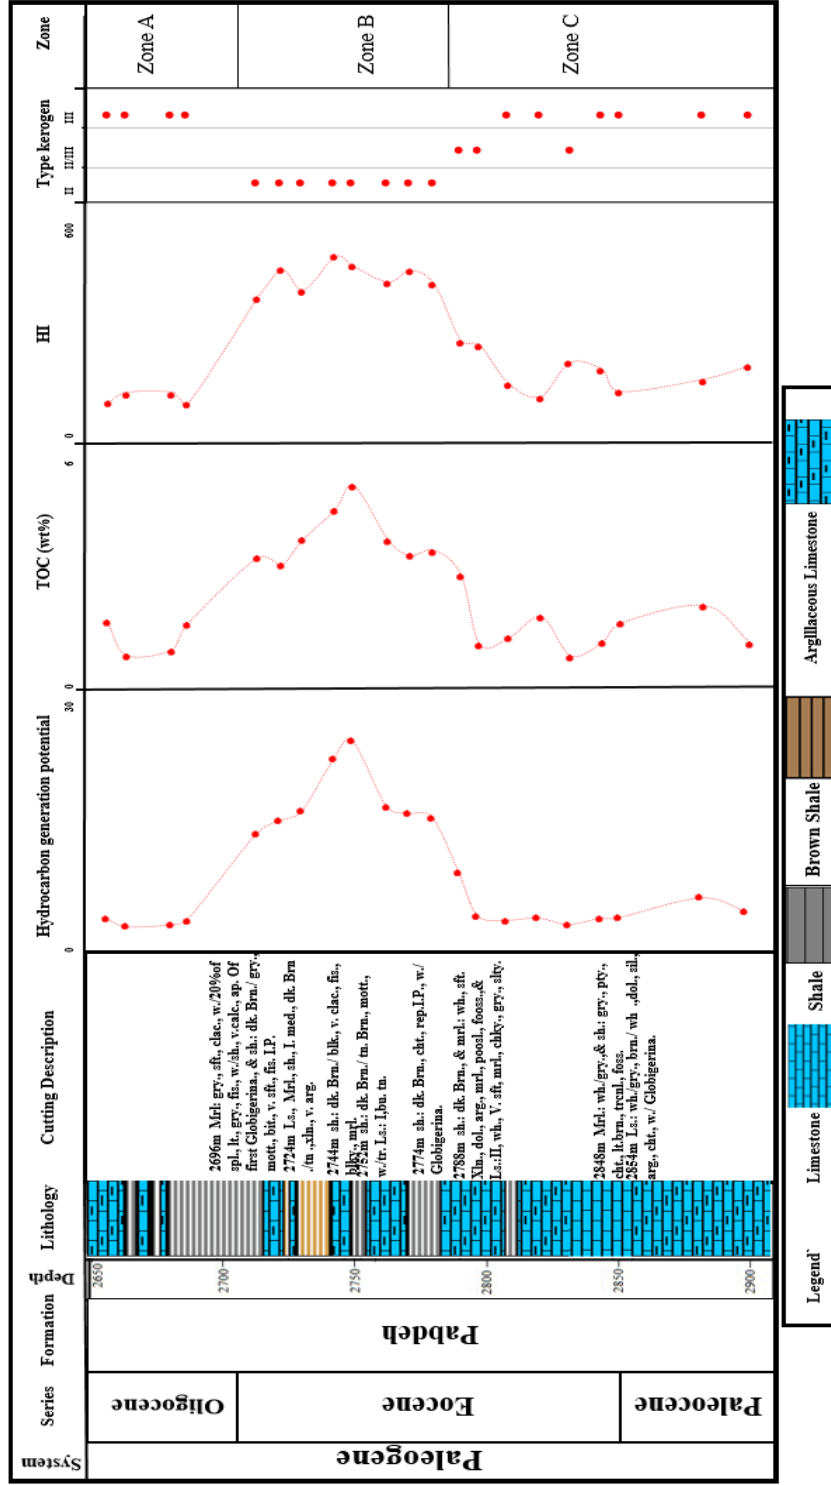 System
Series
Formation
Depth
Lithology
Cutting Description
Hydrocarbon generation potential
TOC (wt%)
HI
Type kerogen
Zone
0
30
0
6
0
600
II
II/III
III
Paleogene
Oligocene
Eocene
Paleocene
Pabdeh
2650
2700
2750
2800
2850
2900
2696m Mrl: gry., sft., clac., w./20%of
spl, lt., gry., fis., w./sh., v.calc., ap. Of
first Globigerina., & sh.: dk. Brn./ gry.,
mott., bit., v. sft., fis. I.P.
2724m Ls., Mrl., sh., I. med., dk. Brn
./tn .,xln., v. arg.
2744m sh.: dk. Brn./ blk., v. clac., fis.,
blky., mrl.
2752m sh.: dk. Brn./ tn. Brn., mott.,
w./tr. Ls.: I,bu. tn.
2774m sh.: dk. Brn., cht., rep.I.P., w./
Globigerina.
2788m sh.: dk. Brn., & mrl.: wh., sft.
Xln., dol., arg., mrl., poosl., fooss.,&
Ls.:II, wh., V. sft, mrl., chky., gry., slty.
2848m Mrl.: wh./gry.,& sh.: gry., pty.,
cht., lt.brn., trcnl., foss.
2854m Ls.: wh./gry., brn./ wh .,dol., sil.,
arg., cht., w./ Globigerina.
Zone A
Zone B
Zone C
Legend`
Limestone
Shale
Brown Shale
Argillaceous Limestone